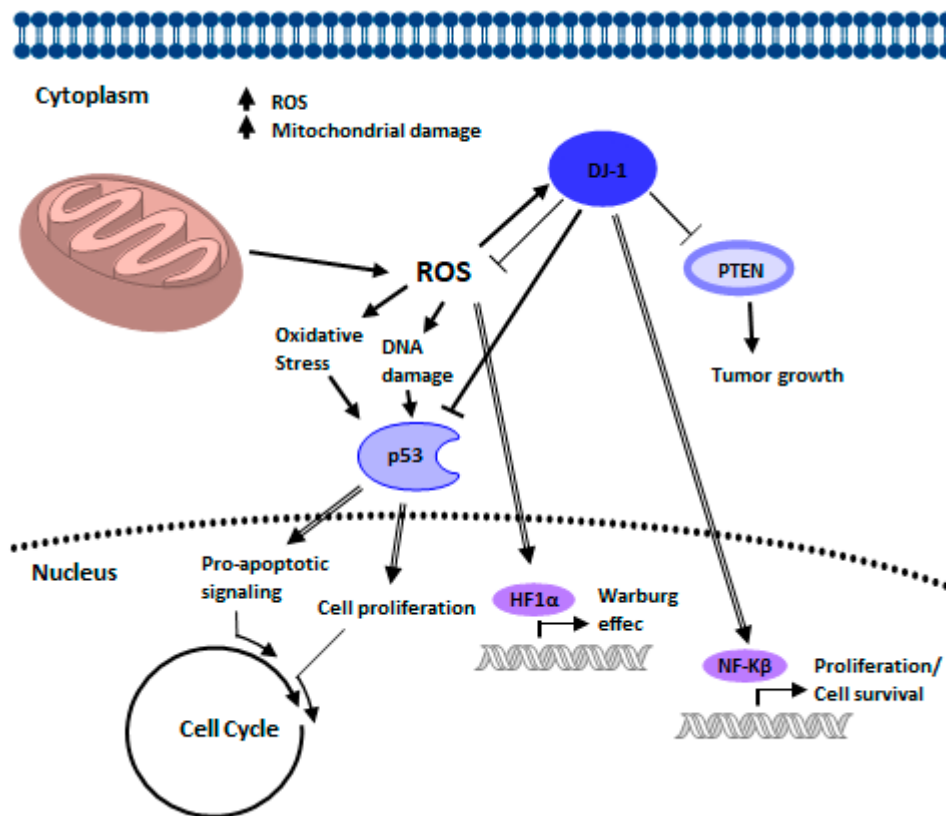 Cytoplasm
ROS
Mitochondrial damage
DJ-1
ROS
PTEN
Oxidative
Stress
DNA
damage
Tumor growth
p53
Nucleus
Pro-apoptotic
signaling
Cell proliferation
HF1α
Warburg
effec
NF-Kβ
Proliferation/
Cell survival
Cell Cycle